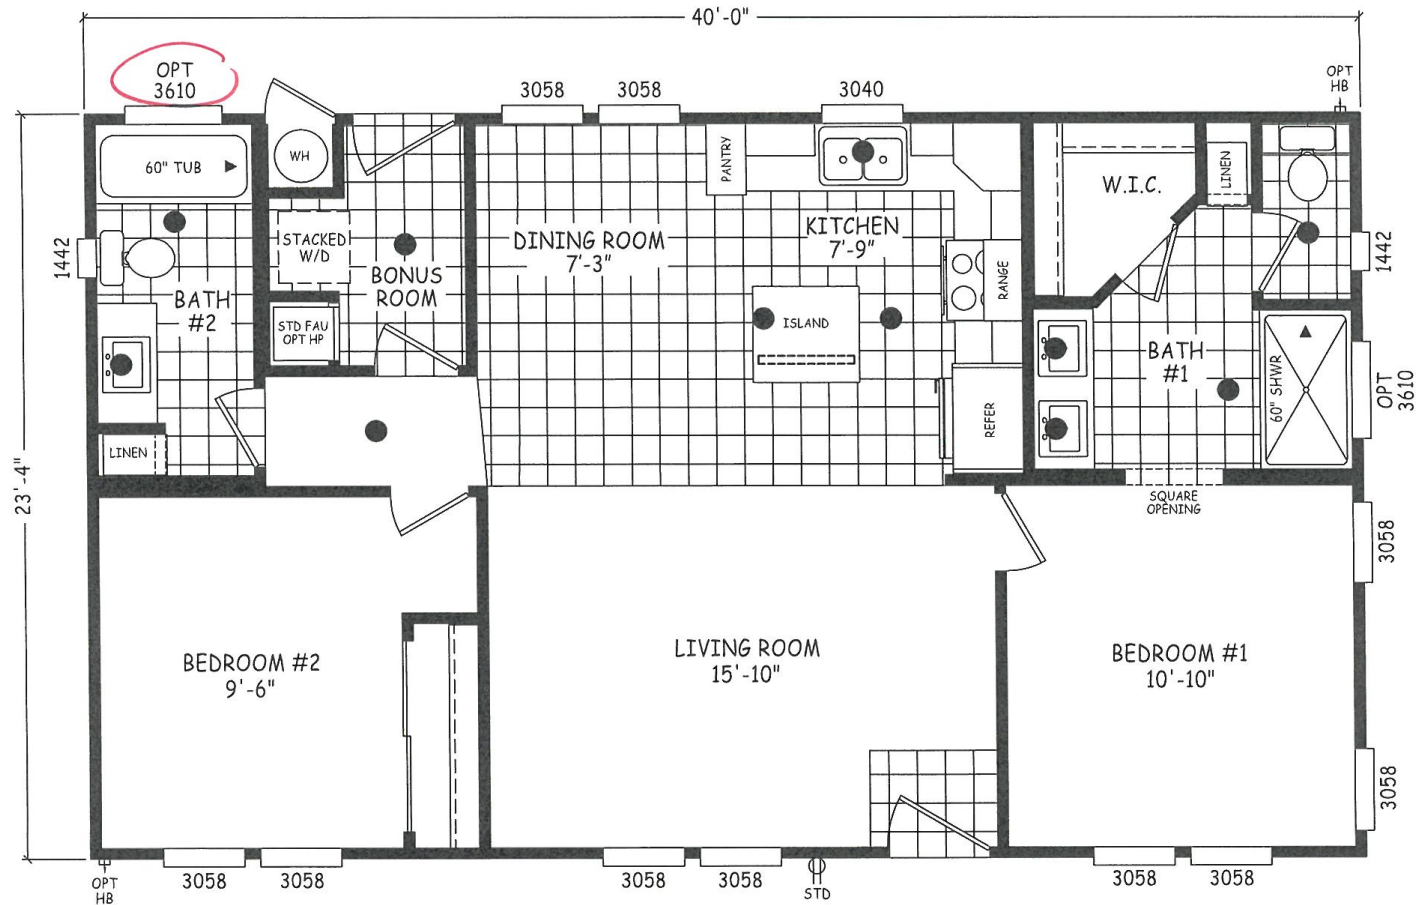 40'-0"
OPT
3610
3058
3058
3040
OPT
HB
60" TUB
WH
PANTRY
W.I.C.
LINEN
1442
STACKED
W/D
BONUS
ROOM
DINING ROOM
7'-3"
KITCHEN
7'-9"
RANGE
1442
BATH
#2
STD FAU
OPT HP
ISLAND
BATH
#1
60" SHWR
OPT
3610
REFER
LINEN
23'-4"
SQUARE
OPENING
3058
BEDROOM #2
9'-6"
LIVING ROOM
15'-10"
BEDROOM #1
10'-10"
3058
OPT
HB
3058
3058
3058
3058
STD
3058
3058